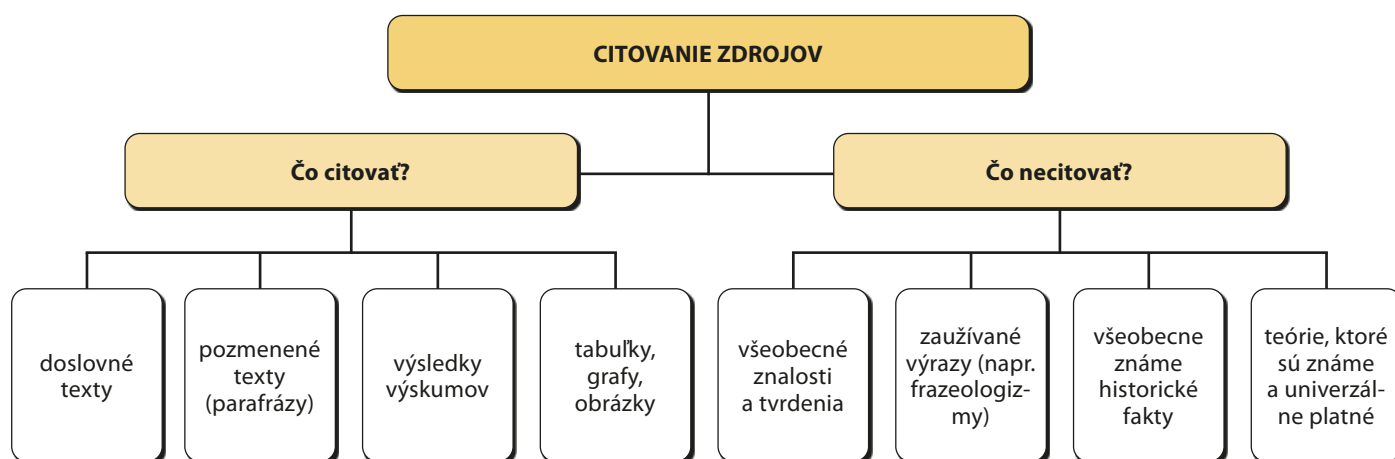 CITOVANIE ZDROJOV
Čo citovať?
Čo necitovať?
doslovné
texty
pozmenené
texty
(parafrázy)
výsledky
výskumov
tabuľky,
grafy,
obrázky
všeobecné
znalosti
a tvrdenia
zaužívané
výrazy (napr.
frazeologiz-
my)
všeobecne
známe
historické
fakty
teórie, ktoré
sú známe
a univerzál-
ne platné